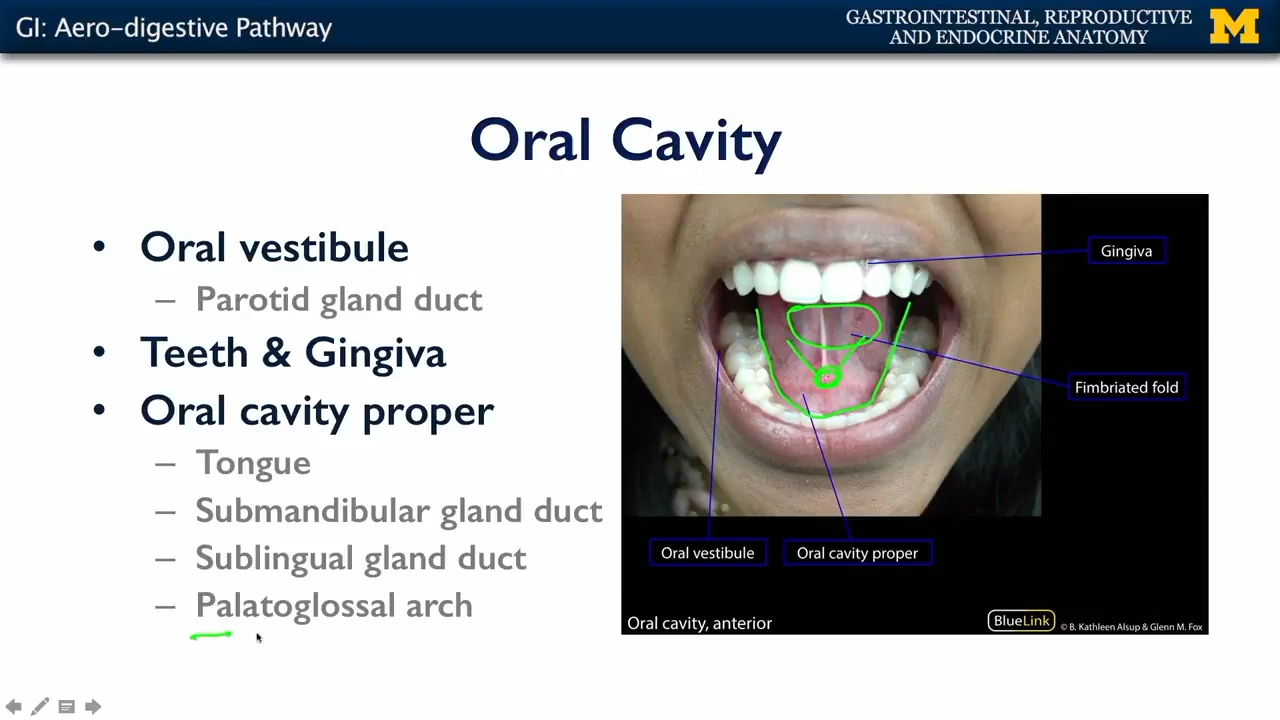 GI: Aero-digestive Pathway
GASTROINTESTINAL, REPRODUCTIVE
AND ENDOCRINE ANATOMY
M
Oral Cavity
• Oral vestibule
– Parotid gland duct
• Teeth & Gingiva
• Oral cavity proper
– Tongue
– Submandibular gland duct
– Sublingual gland duct
– Palatoglossal arch
Gingiva
Fimbriated fold
Oral vestibule
Oral cavity proper
Oral cavity, anterior
BlueLink
© B. Kathleen Alsup & Glenn M. Fox